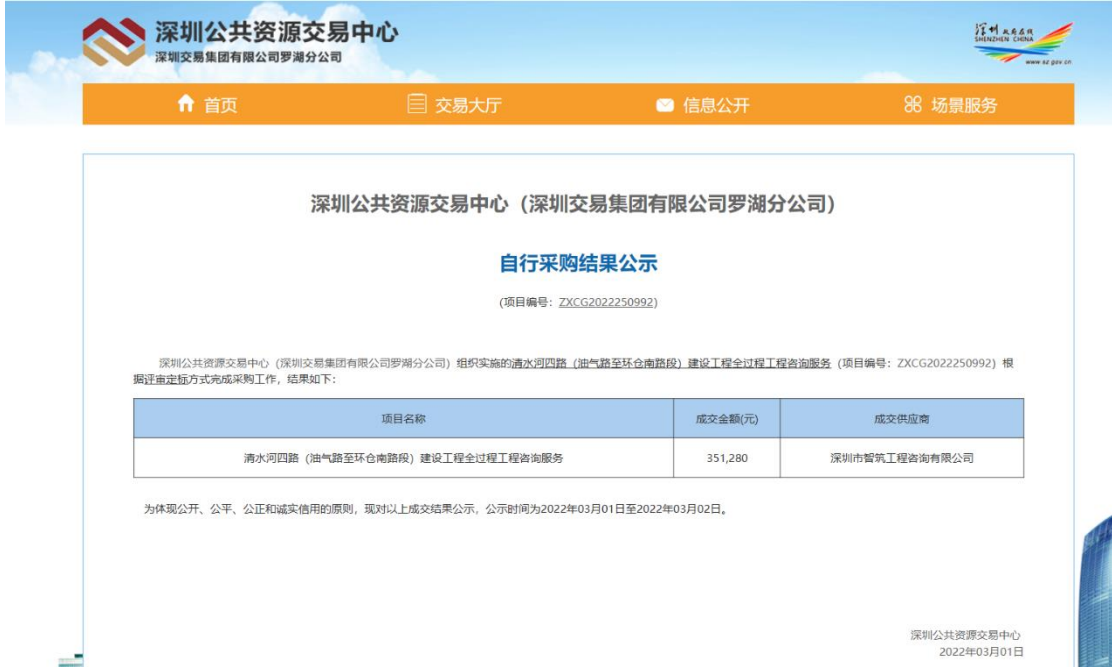 深圳公共资源交易中心
深圳交易集团有限公司罗湖分公司
深圳 政府在线
SHENZHEN CHINA
www.sz.gov.cn
首页
交易大厅
信息公开
场景服务
深圳公共资源交易中心（深圳交易集团有限公司罗湖分公司）
自行采购结果公示
(项目编号：ZXCG2022250992)
深圳公共资源交易中心（深圳交易集团有限公司罗湖分公司）组织实施的清水河四路（油气路至环仓南路段）建设工程全过程工程咨询服务（项目编号：ZXCG2022250992）根
据评审定标方式完成采购工作，结果如下：
项目名称 成交金额(元) 成交供应商
清水河四路（油气路至环仓南路段）建设工程全过程工程咨询服务 351,280 深圳市智筑工程咨询有限公司
为体现公开、公平、公正和诚实信用的原则，现对以上成交结果公示，公示时间为2022年03月01日至2022年03月02日。
深圳公共资源交易中心
2022年03月01日